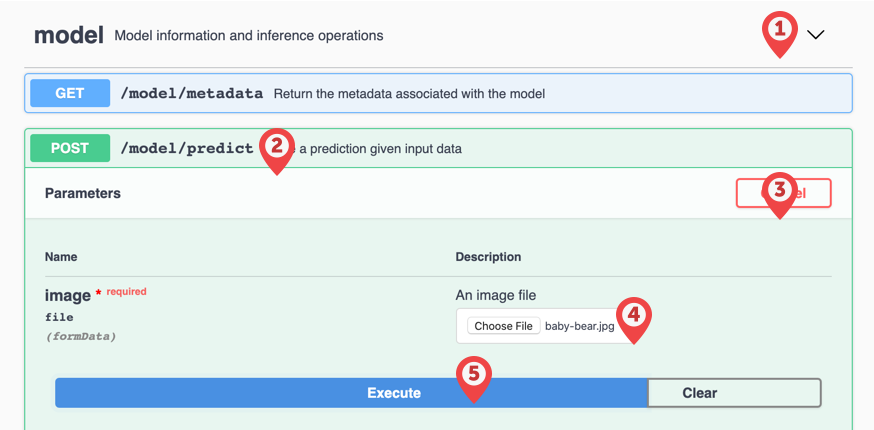 model Model information and inference operations
1
GET /model/metadata Return the metadata associated with the model
POST /model/predict 2 a prediction given input data
Parameters
3
Name Description
image * required
An image file
file
Choose File baby-bear.jpg 4
(formData)
5
Execute Clear